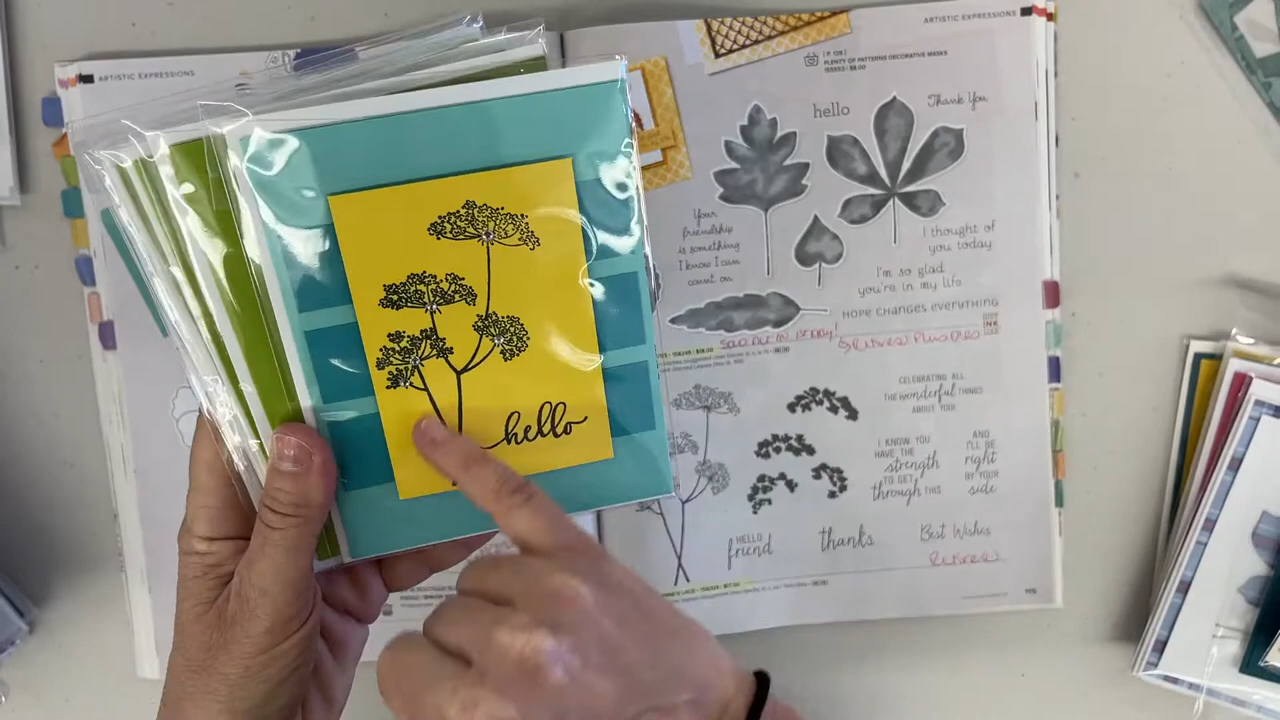 ARTISTIC EXPRESSIONS
hello
ARTISTIC EXPRESSIONS
[ P. 128 ]
PLENTY OF PATTERNS DECORATIVE MASKS
hello
Thank You
Your
friendship
is something
I know I can
count on
I thought of
you today
I'm so glad
you're in my life
HOPE CHANGES EVERYTHING
CELEBRATING ALL
THE wonderful THINGS
ABOUT YOU
I KNOW YOU
HAVE THE
strength
TO GET
through THIS
AND
I'LL BE
right
BY YOUR
side
HELLO
friend
thanks
Best Wishes